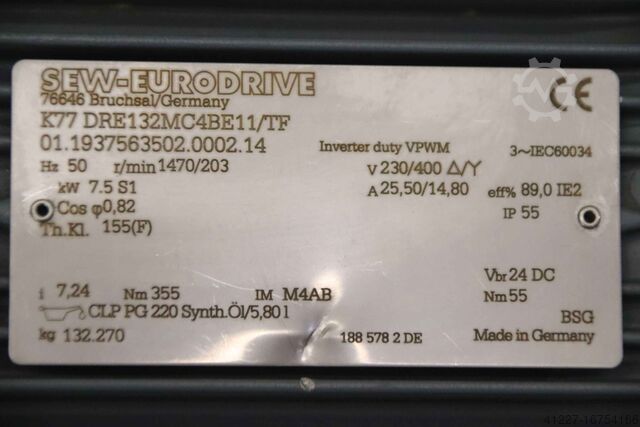 SEW-EURODRIVE
76646 Bruchsal/Germany
CE
K77 DRE132MC4BE11/TF
01.1937563502.0002.14 Inverter duty VPWM 3~IEC60034
Hz 50 r/min 1470/203 V 230/400 Δ/Y
kW 7.5 S1 A 25,50/14,80 eff% 89,0 IE2
Cos φ 0,82 IP 55
Th.Kl. 155(F)
Vbr 24 DC
i 7,24 Nm 355 IM M4AB Nm 55
CLP PG 220 Synth.Öl/5,80 l BSG
kg 132.270 188 578 2 DE Made in Germany
41227-16754166